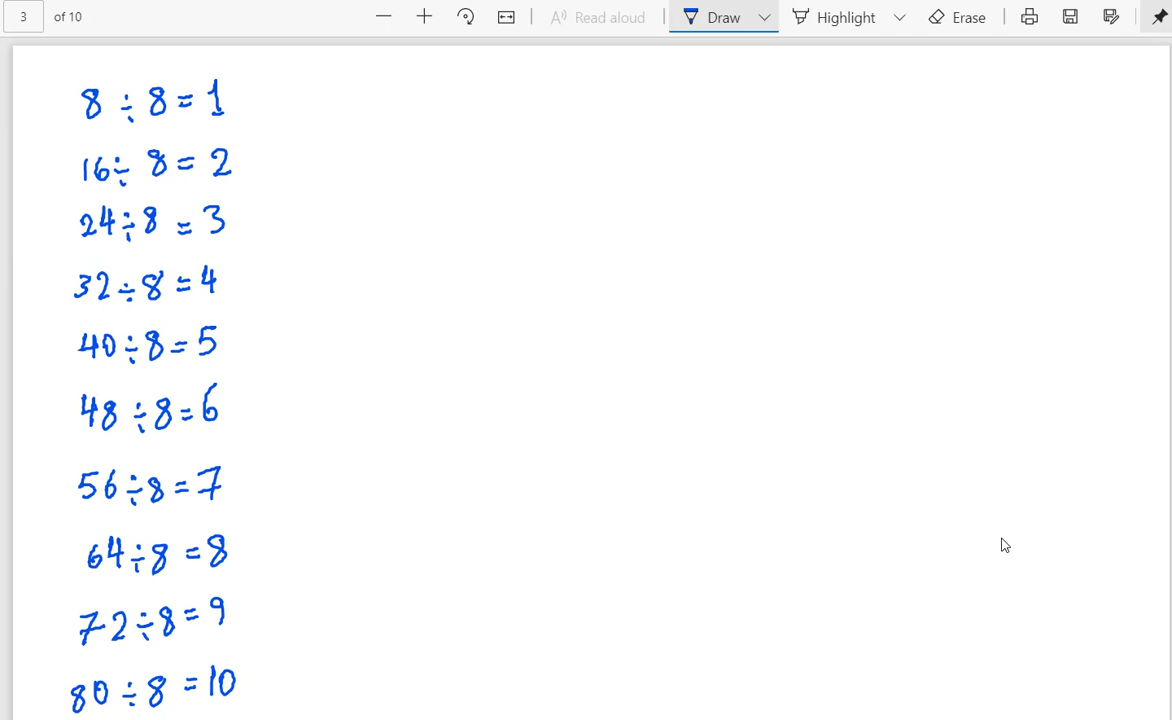 3 of 10 Read aloud Draw Highlight Erase
8 ÷ 8 = 1
16 ÷ 8 = 2
24 ÷ 8 = 3
32 ÷ 8 = 4
40 ÷ 8 = 5
48 ÷ 8 = 6
56 ÷ 8 = 7
64 ÷ 8 = 8
72 ÷ 8 = 9
80 ÷ 8 = 10